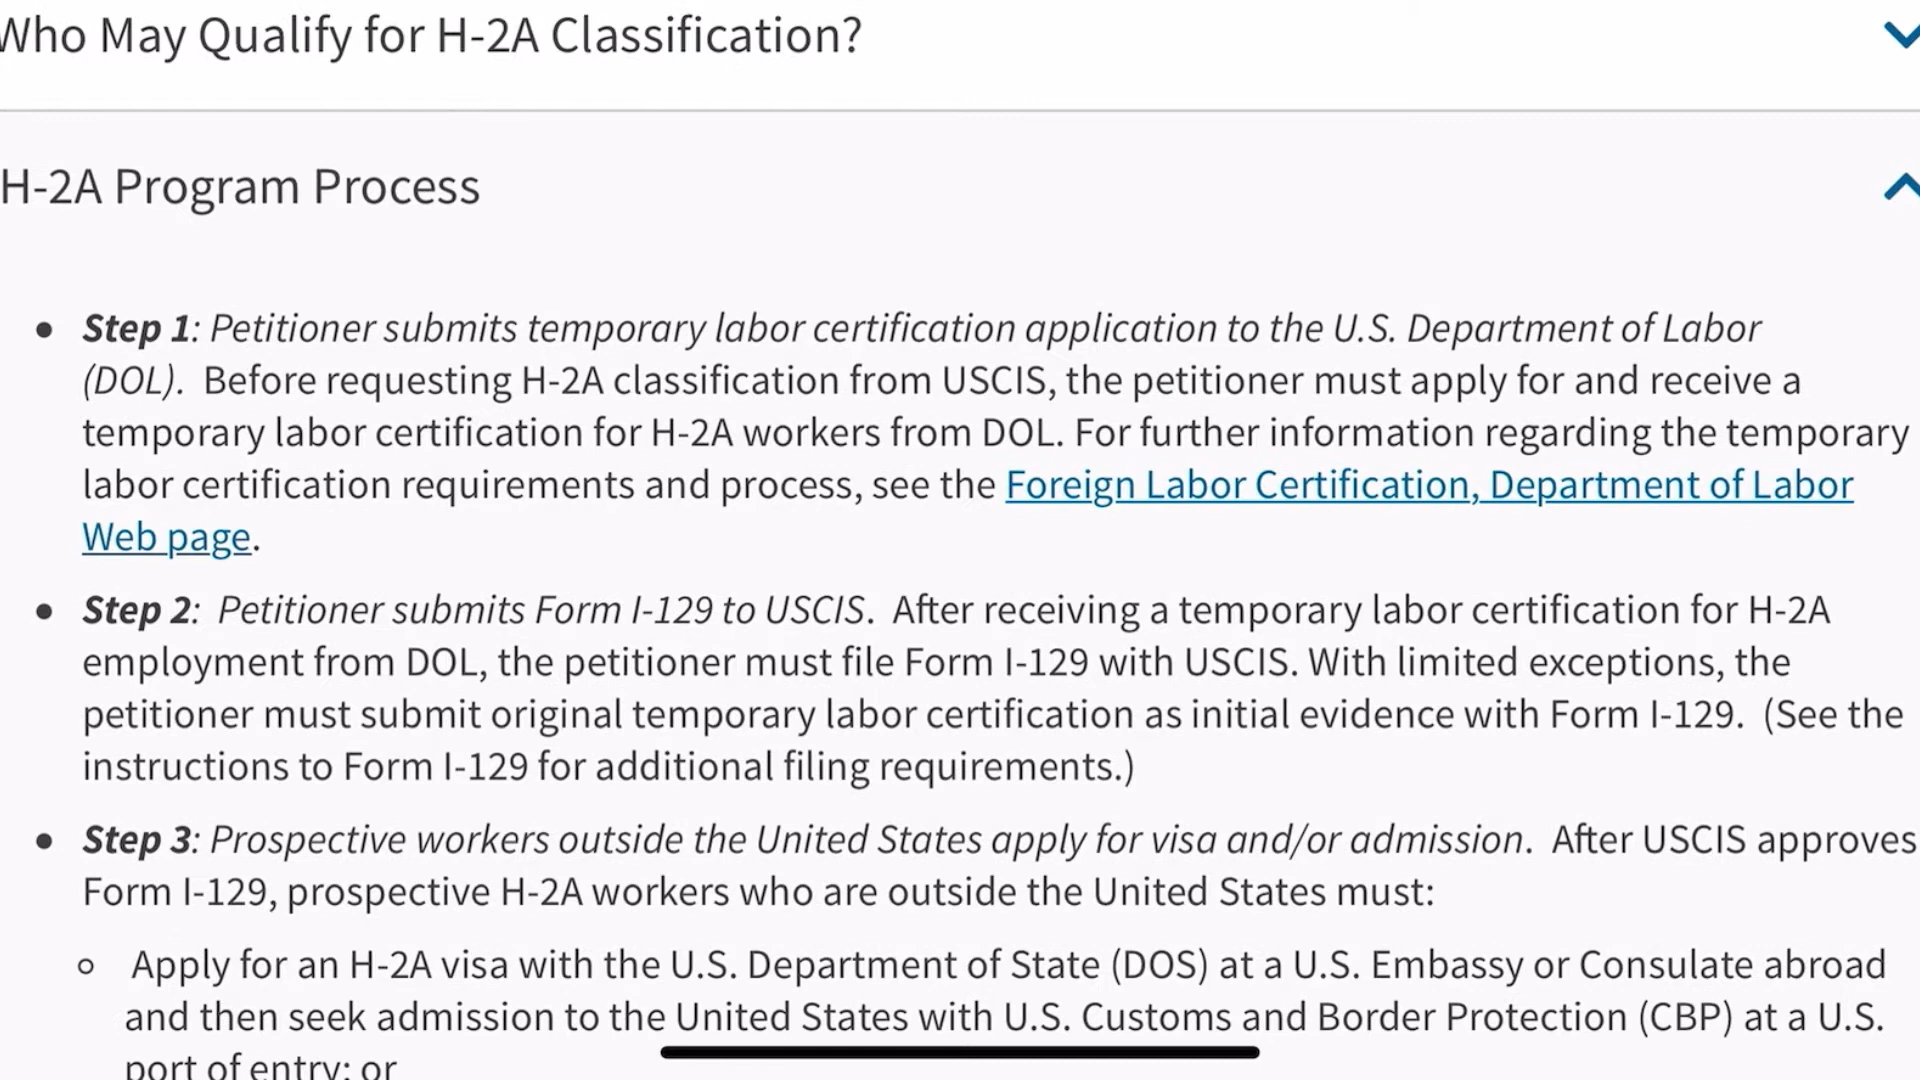 Who May Qualify for H-2A Classification?
H-2A Program Process
• Step 1: Petitioner submits temporary labor certification application to the U.S. Department of Labor
(DOL).  Before requesting H-2A classification from USCIS, the petitioner must apply for and receive a
temporary labor certification for H-2A workers from DOL. For further information regarding the temporary
labor certification requirements and process, see the Foreign Labor Certification, Department of Labor
Web page.
• Step 2:  Petitioner submits Form I-129 to USCIS.  After receiving a temporary labor certification for H-2A
employment from DOL, the petitioner must file Form I-129 with USCIS. With limited exceptions, the
petitioner must submit original temporary labor certification as initial evidence with Form I-129.  (See the
instructions to Form I-129 for additional filing requirements.)
• Step 3: Prospective workers outside the United States apply for visa and/or admission.  After USCIS approves
Form I-129, prospective H-2A workers who are outside the United States must:
○ Apply for an H-2A visa with the U.S. Department of State (DOS) at a U.S. Embassy or Consulate abroad
and then seek admission to the United States with U.S. Customs and Border Protection (CBP) at a U.S.
port of entry; or